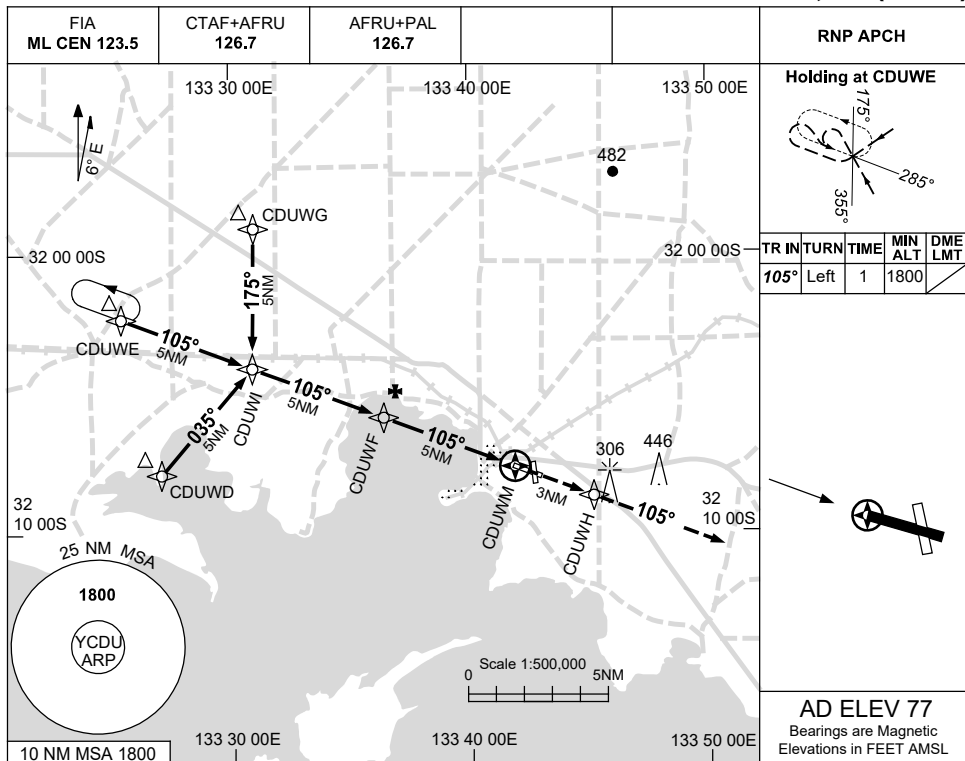 FIA
ML CEN 123.5
CTAF+AFRU
126.7
AFRU+PAL
126.7
RNP APCH
133 30 00E
133 40 00E
133 50 00E
6° E
482
CDUWG
32 00 00S
32 00 00S
175°
5NM
CDUWE
105°
5NM
CDUWI
105°
5NM
035°
5NM
CDUWD
CDUWF
105°
5NM
CDUWM
3NM
CDUWH
306
446
105°
32
10 00S
32
10 00S
25 NM MSA
1800
YCDU
ARP
10 NM MSA 1800
Scale 1:500,000
0
5NM
133 30 00E
133 40 00E
133 50 00E
Holding at CDUWE
175°
285°
355°
TR IN TURN TIME MIN ALT DME LMT
105° Left 1 1800
AD ELEV 77
Bearings are Magnetic
Elevations in FEET AMSL